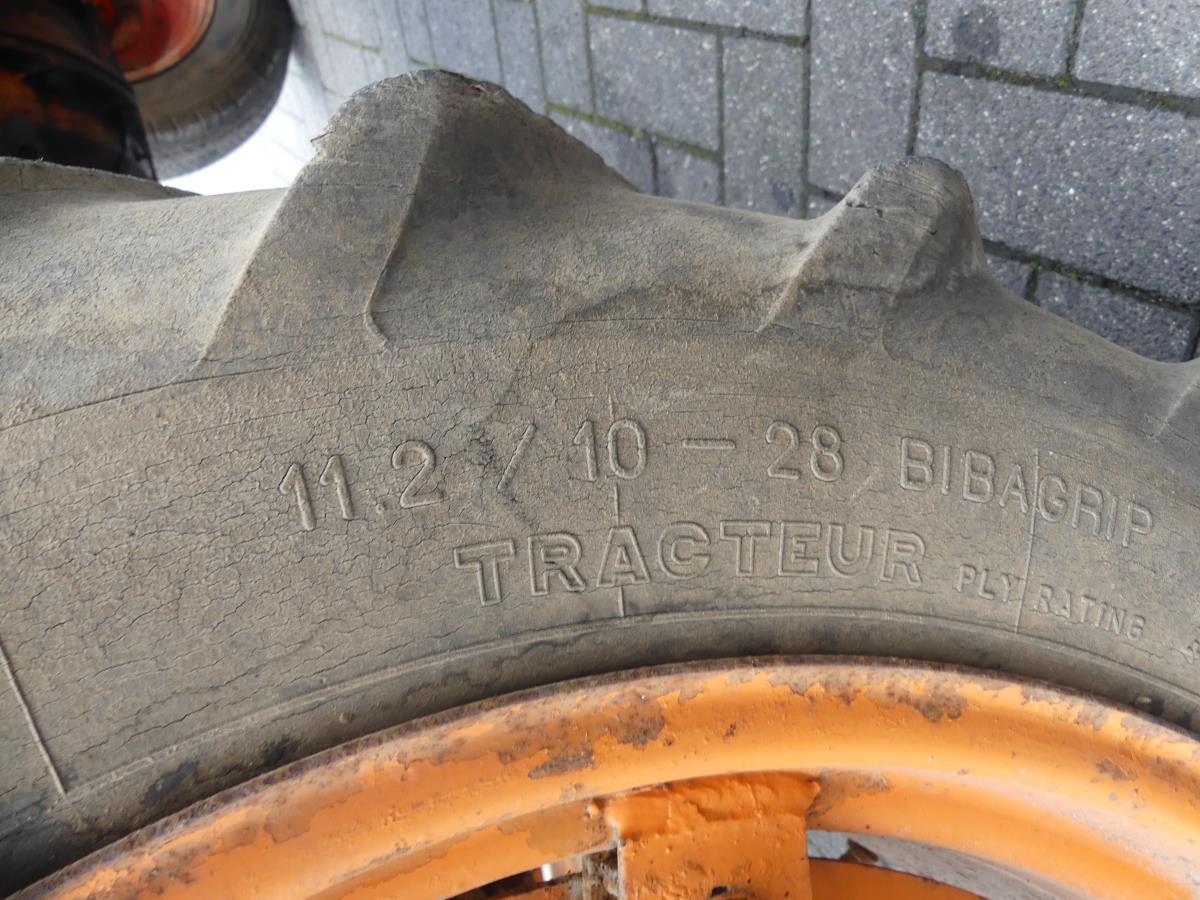 11.2 / 10 - 28 BIBAGRIP
TRACTEUR PLY RATING